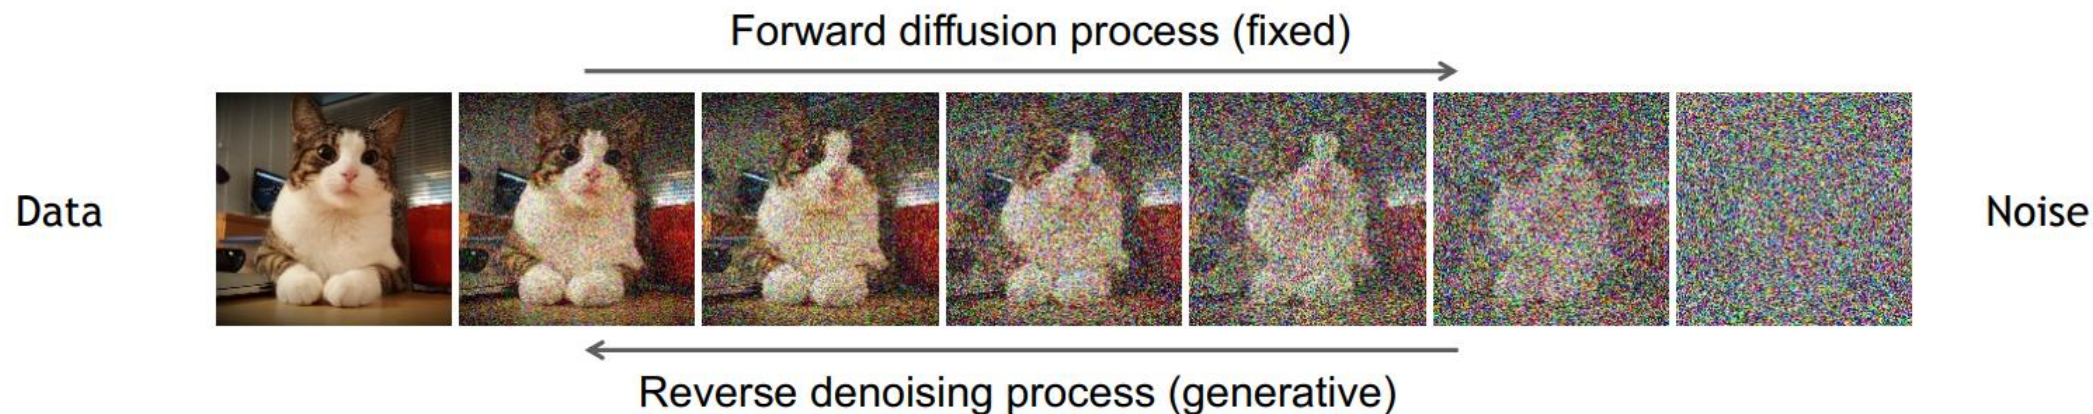 Forward diffusion process (fixed)
Data
Noise
Reverse denoising process (generative)